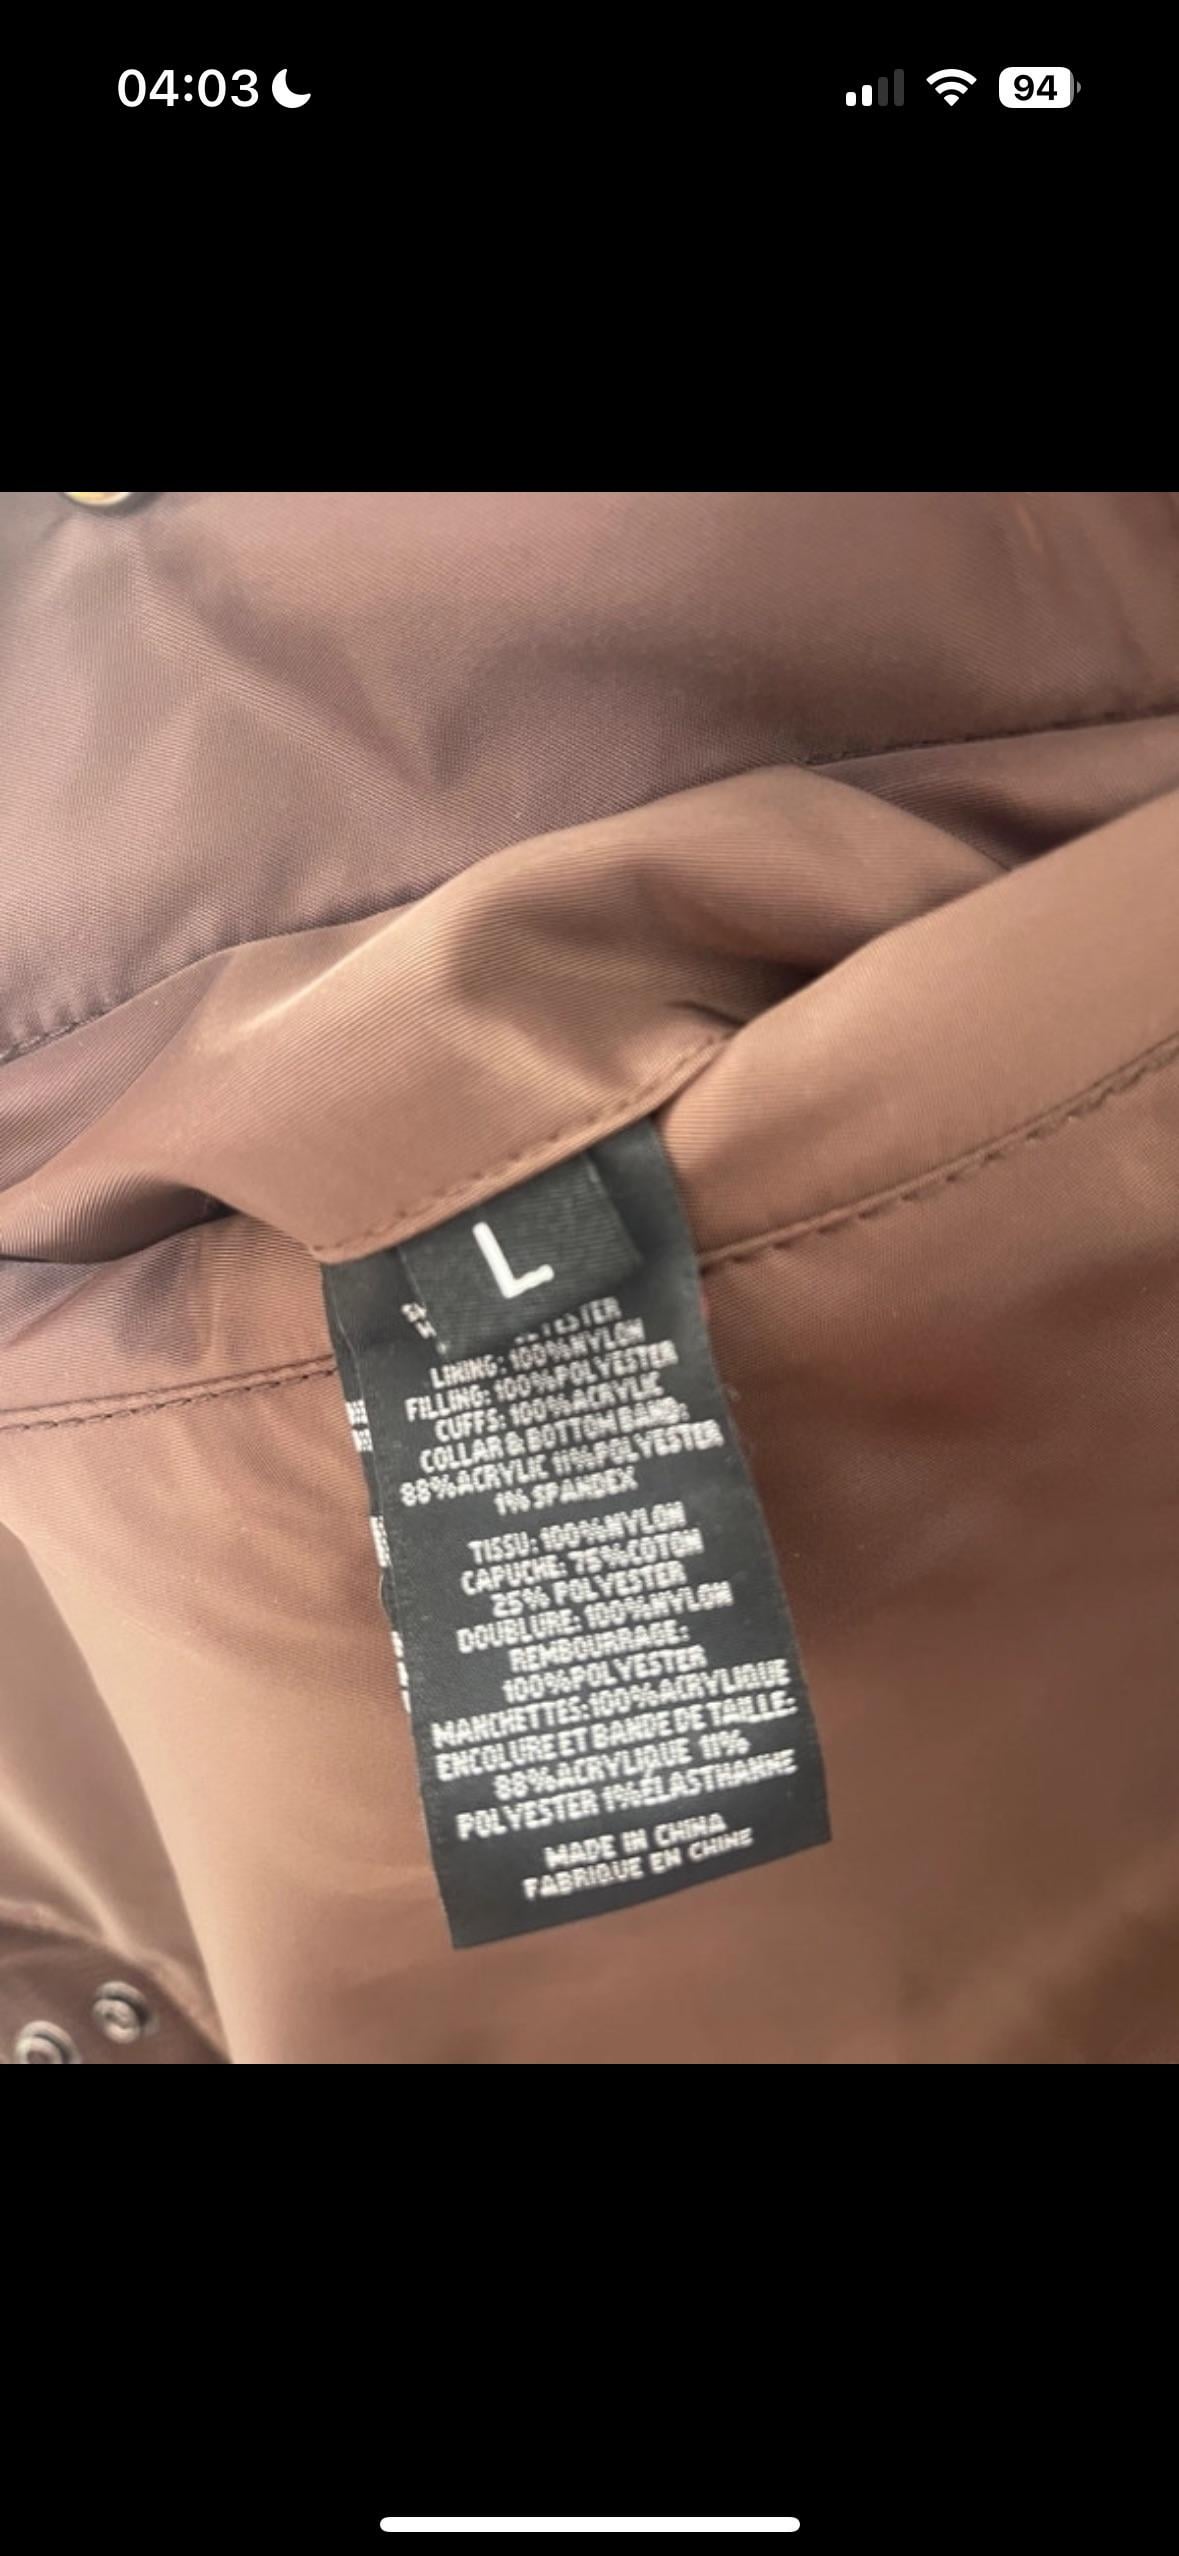 04:03
94
L
LINING: 100%NYLON
FILLING: 100%POLYESTER
CUFFS: 100%ACRYLIC
COLLAR & BOTTOM BAND:
88%ACRYLIC 11%POLYESTER
1% SPANDEX
TISSU: 100%NYLON
CAPUCHE: 75%COTON
25% POLYESTER
DOUBLURE: 100%NYLON
REMBOURRAGE:
100%POLYESTER
MANCHETTES:100%ACRYLIQUE
ENCOLURE ET BANDE DE TAILLE:
88%ACRYLIQUE 11%
POLYESTER 1%ÉLASTHANNE
MADE IN CHINA
FABRIQUE EN CHINE